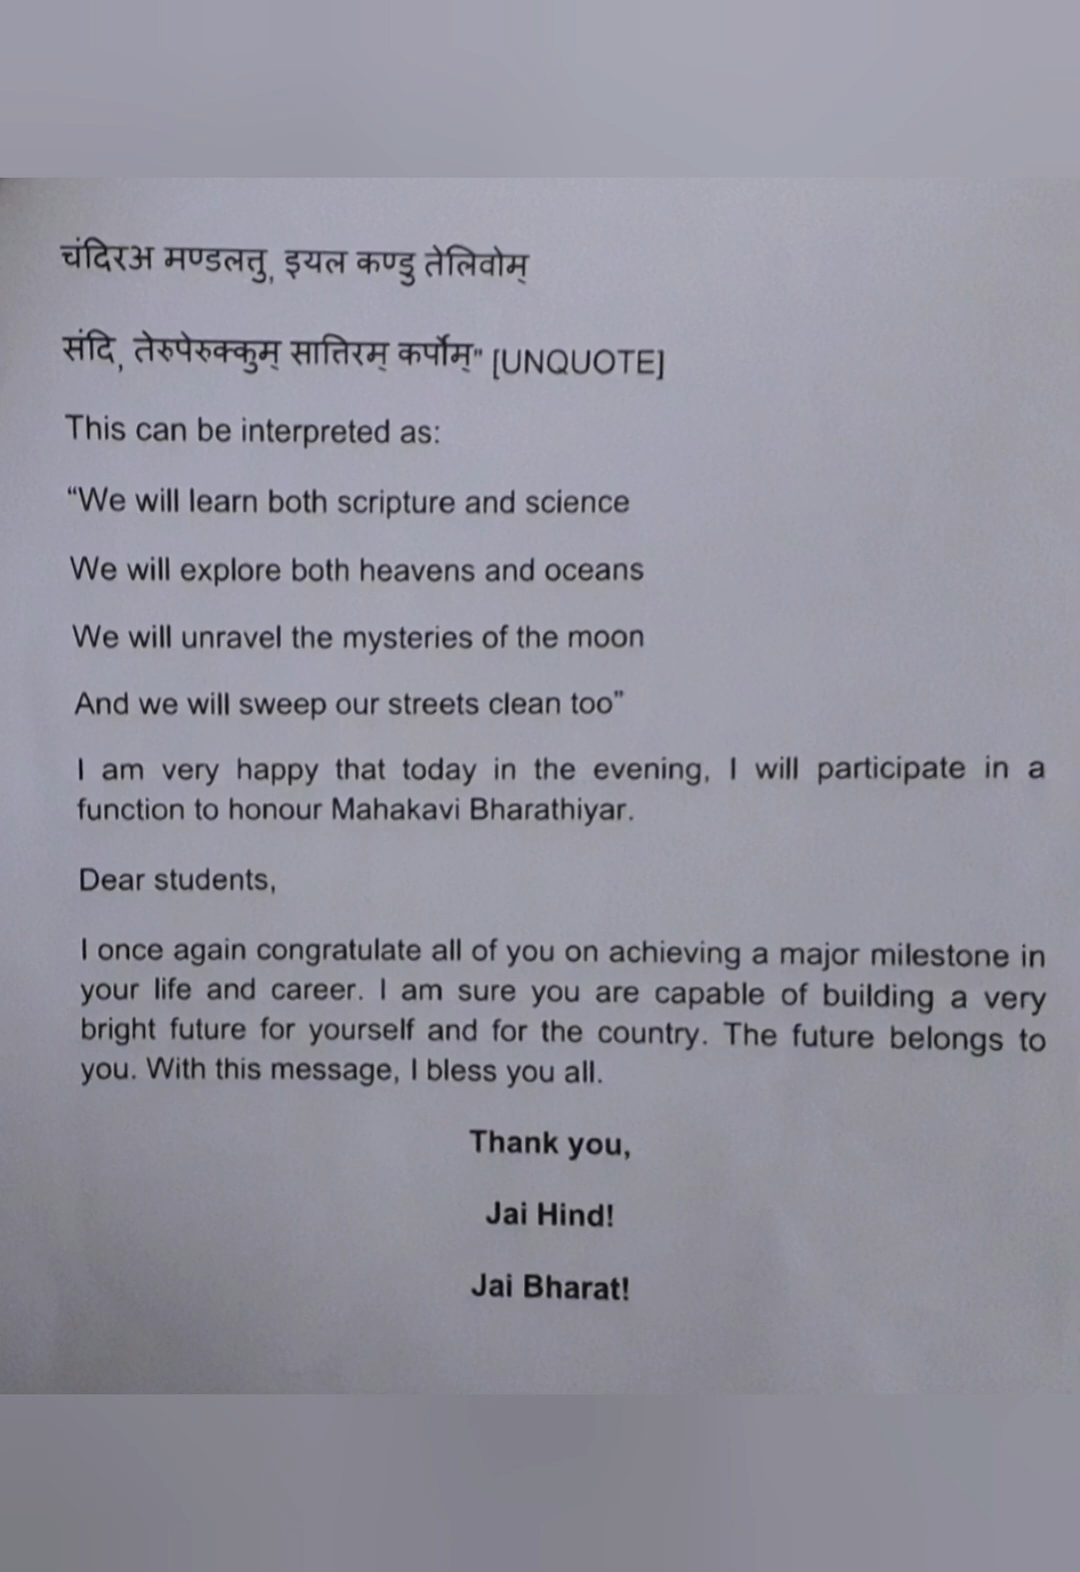 चंदिरअ मण्डलत्तु, इयल कण्डु तेलिवोम्
संदि, तेरुपेरुक्कुम् सातिरम् कर्पोम्" [UNQUOTE]
This can be interpreted as:
“We will learn both scripture and science
We will explore both heavens and oceans
We will unravel the mysteries of the moon
And we will sweep our streets clean too”
I am very happy that today in the evening, I will participate in a
function to honour Mahakavi Bharathiyar.
Dear students,
I once again congratulate all of you on achieving a major milestone in
your life and career. I am sure you are capable of building a very
bright future for yourself and for the country. The future belongs to
you. With this message, I bless you all.
Thank you,
Jai Hind!
Jai Bharat!